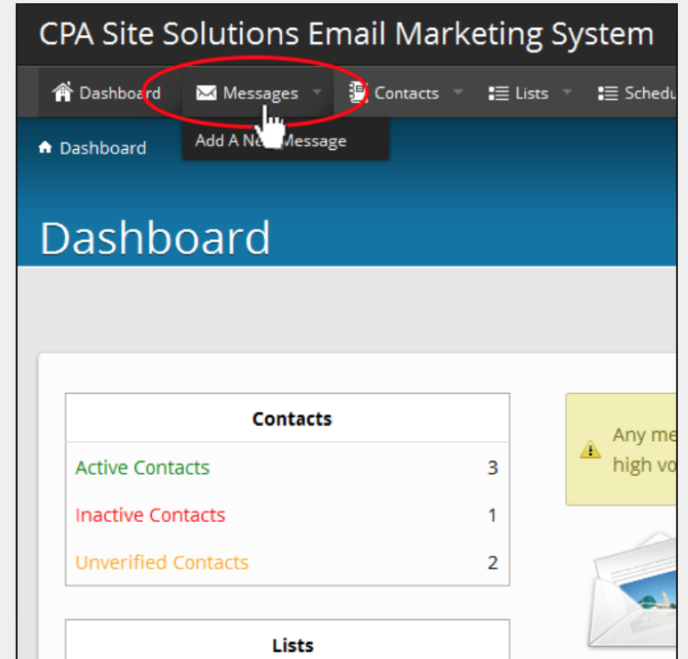 CPA Site Solutions Email Marketing System
Dashboard Messages Contacts Lists Schedu
Dashboard
Add A New Message
Dashboard
Contacts
Active Contacts 3
Inactive Contacts 1
Unverified Contacts 2
Any me
high vo
Lists